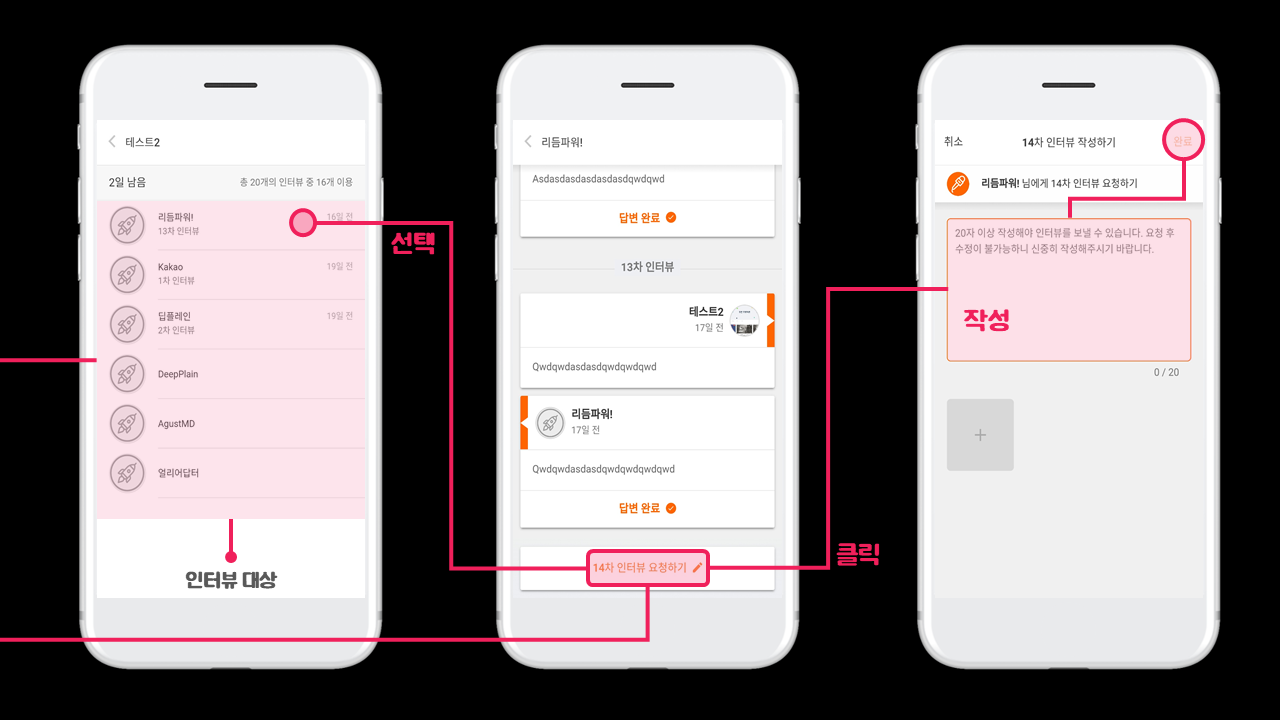 테스트2
2일 남음
총 20개의 인터뷰 중 16개 이용
리듬파워!
16일 전
13차 인터뷰
Kakao
19일 전
1차 인터뷰
딥플레인
19일 전
2차 인터뷰
DeepPlain
AgustMD
얼리어답터
인터뷰 대상
선택
리듬파워!
Asdasdasdasdasdasdqwdqwd
답변 완료
13차 인터뷰
테스트2
17일 전
Qwdqwdasdasdqwdqwdqwd
리듬파워!
17일 전
Qwdqwdasdasdqwdqwdqwdqwd
답변 완료
14차 인터뷰 요청하기
클릭
취소
14차 인터뷰 작성하기
완료
리듬파워! 님에게 14차 인터뷰 요청하기
20자 이상 작성해야 인터뷰를 보낼 수 있습니다. 요청 후
수정이 불가능하니 신중히 작성해주시기 바랍니다.
작성
0 / 20